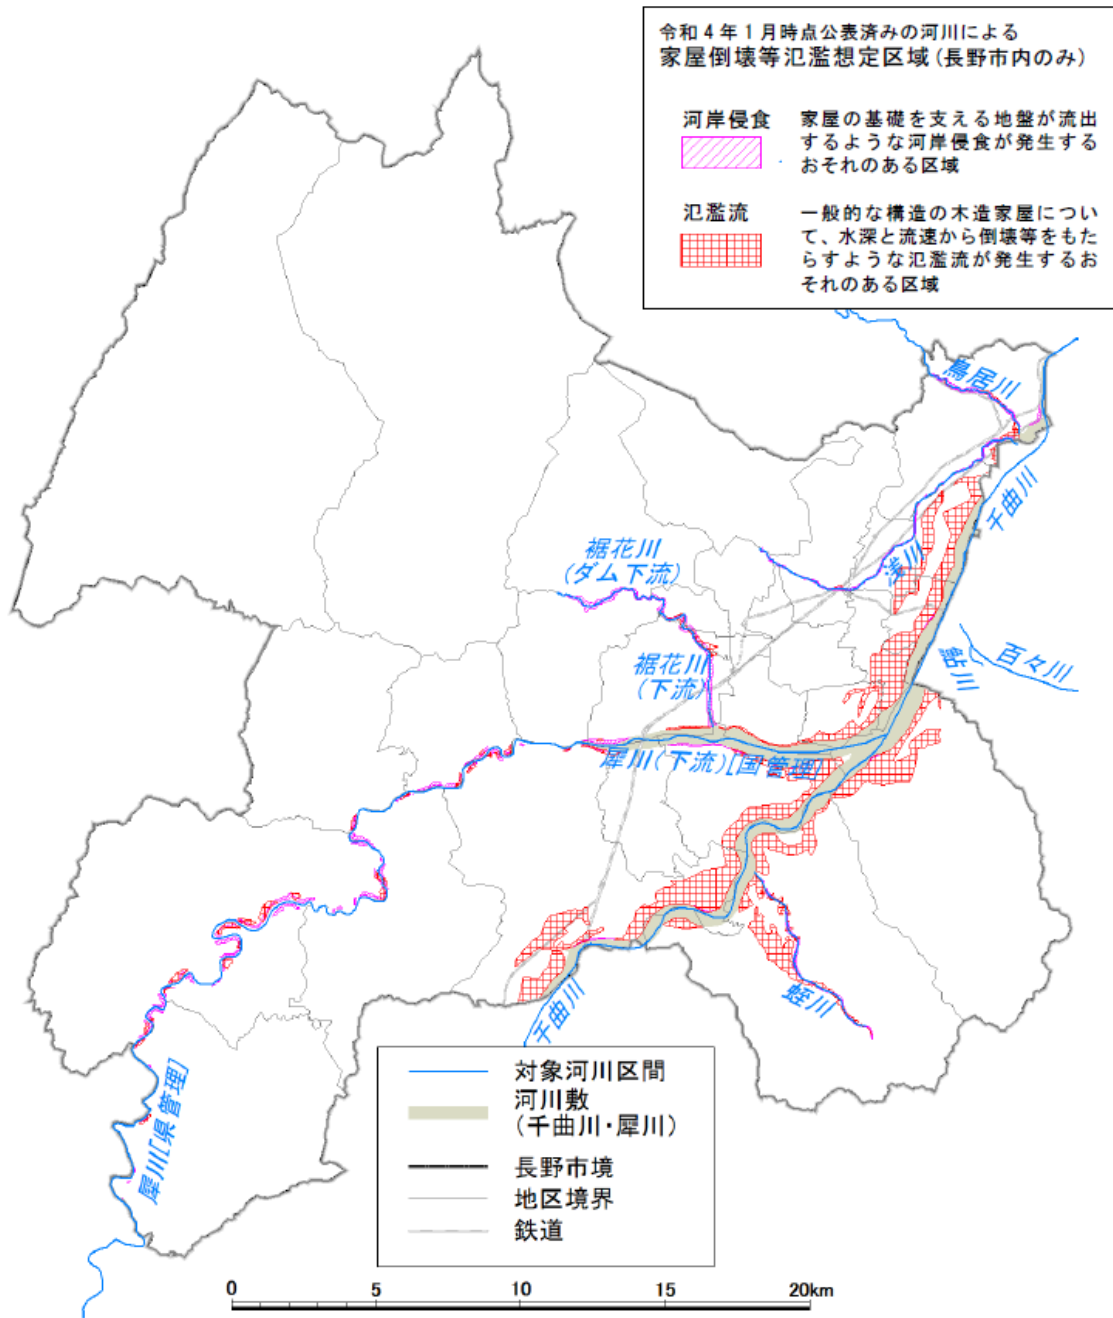 令和4年1月時点公表済みの河川による
家屋倒壊等氾濫想定区域(長野市内のみ)
河岸侵食
家屋の基礎を支える地盤が流出
するような河岸侵食が発生する
おそれのある区域
氾濫流
一般的な構造の木造家屋につい
て、水深と流速から倒壊等をもた
らすような氾濫流が発生するお
それのある区域
鳥居川
千曲川
浅川
裾花川
(ダム下流)
裾花川
(下流)
鮎川
百々川
犀川(下流)[国管理]
蛭川
千曲川
犀川[県管理]
対象河川区間
河川敷
(千曲川・犀川)
長野市境
地区境界
鉄道
0 5 10 15 20km